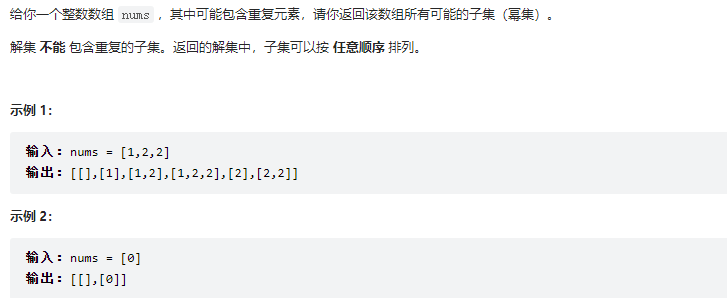 给你一个整数数组 nums ，其中可能包含重复元素，请你返回该数组所有可能的子集（幂集）。
解集 不能 包含重复的子集。返回的解集中，子集可以按 任意顺序 排列。
示例 1：
输入：nums = [1,2,2]
输出：[[],[1],[1,2],[1,2,2],[2],[2,2]]
示例 2：
输入：nums = [0]
输出：[[],[0]]